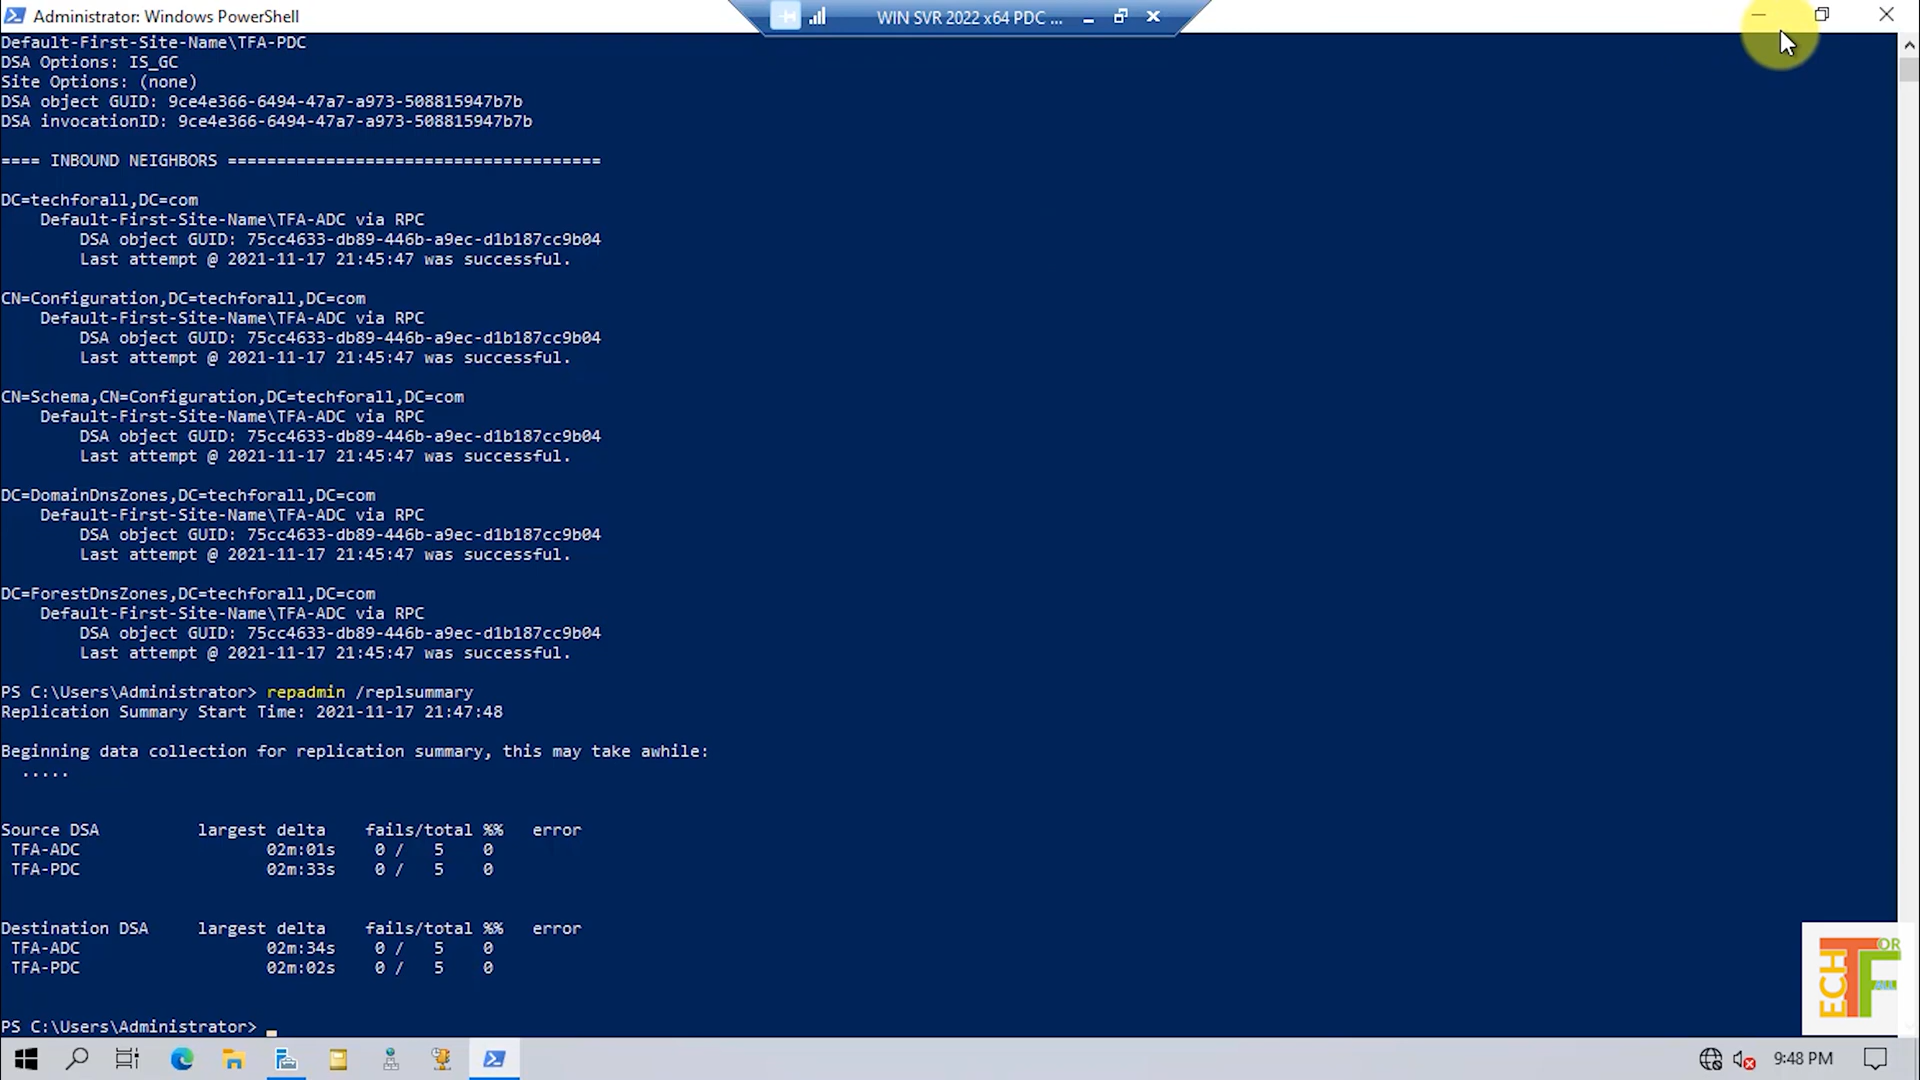 Administrator: Windows PowerShell
WIN SVR 2022 x64 PDC ...
Default-First-Site-Name\TFA-PDC
DSA Options: IS_GC
Site Options: (none)
DSA object GUID: 9ce4e366-6494-47a7-a973-508815947b7b
DSA invocationID: 9ce4e366-6494-47a7-a973-508815947b7b
==== INBOUND NEIGHBORS ======================================
DC=techforall,DC=com
Default-First-Site-Name\TFA-ADC via RPC
DSA object GUID: 75cc4633-db89-446b-a9ec-d1b187cc9b04
Last attempt @ 2021-11-17 21:45:47 was successful.
CN=Configuration,DC=techforall,DC=com
Default-First-Site-Name\TFA-ADC via RPC
DSA object GUID: 75cc4633-db89-446b-a9ec-d1b187cc9b04
Last attempt @ 2021-11-17 21:45:47 was successful.
CN=Schema,CN=Configuration,DC=techforall,DC=com
Default-First-Site-Name\TFA-ADC via RPC
DSA object GUID: 75cc4633-db89-446b-a9ec-d1b187cc9b04
Last attempt @ 2021-11-17 21:45:47 was successful.
DC=DomainDnsZones,DC=techforall,DC=com
Default-First-Site-Name\TFA-ADC via RPC
DSA object GUID: 75cc4633-db89-446b-a9ec-d1b187cc9b04
Last attempt @ 2021-11-17 21:45:47 was successful.
DC=ForestDnsZones,DC=techforall,DC=com
Default-First-Site-Name\TFA-ADC via RPC
DSA object GUID: 75cc4633-db89-446b-a9ec-d1b187cc9b04
Last attempt @ 2021-11-17 21:45:47 was successful.
PS C:\Users\Administrator> repadmin /replsummary
Replication Summary Start Time: 2021-11-17 21:47:48
Beginning data collection for replication summary, this may take awhile:
.....
Source DSA largest delta fails/total %% error
TFA-ADC 02m:01s 0 / 5 0
TFA-PDC 02m:33s 0 / 5 0
Destination DSA largest delta fails/total %% error
TFA-ADC 02m:34s 0 / 5 0
TFA-PDC 02m:02s 0 / 5 0
PS C:\Users\Administrator>
TECH FOR ALL
9:48 PM